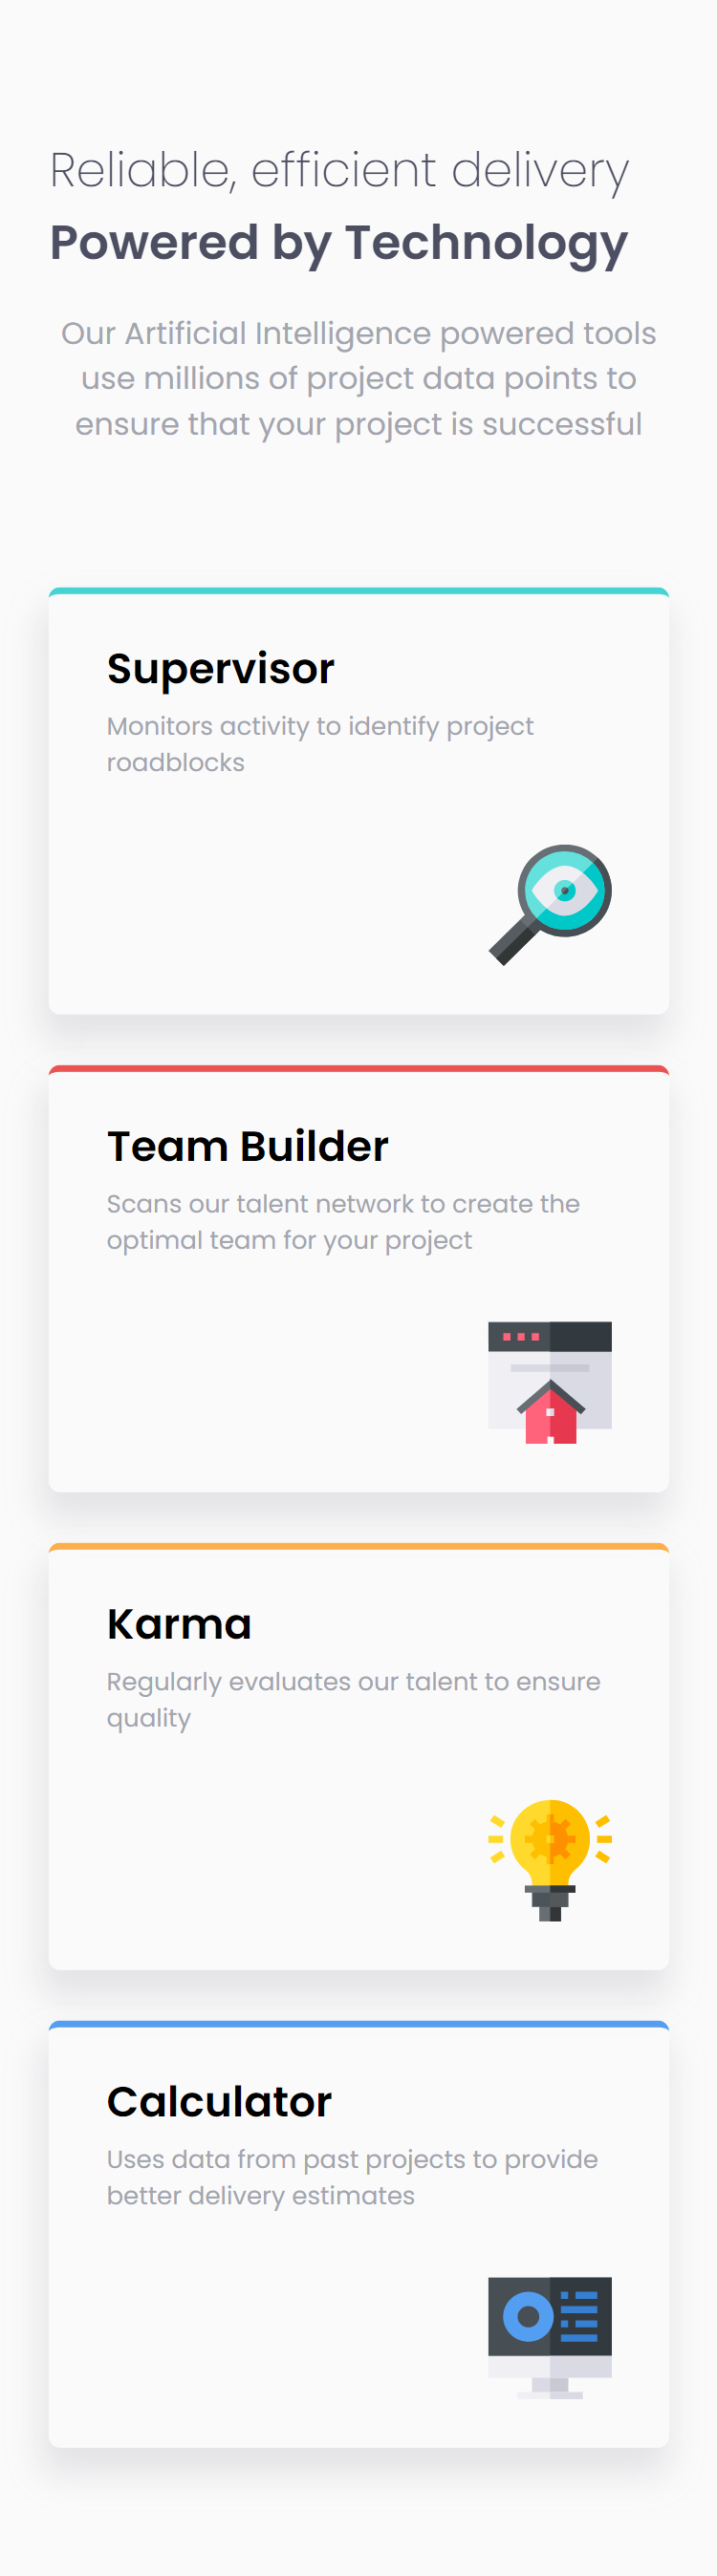 Reliable, efficient delivery
Powered by Technology
Our Artificial Intelligence powered tools
use millions of project data points to
ensure that your project is successful
Supervisor
Monitors activity to identify project
roadblocks
Team Builder
Scans our talent network to create the
optimal team for your project
Karma
Regularly evaluates our talent to ensure
quality
Calculator
Uses data from past projects to provide
better delivery estimates